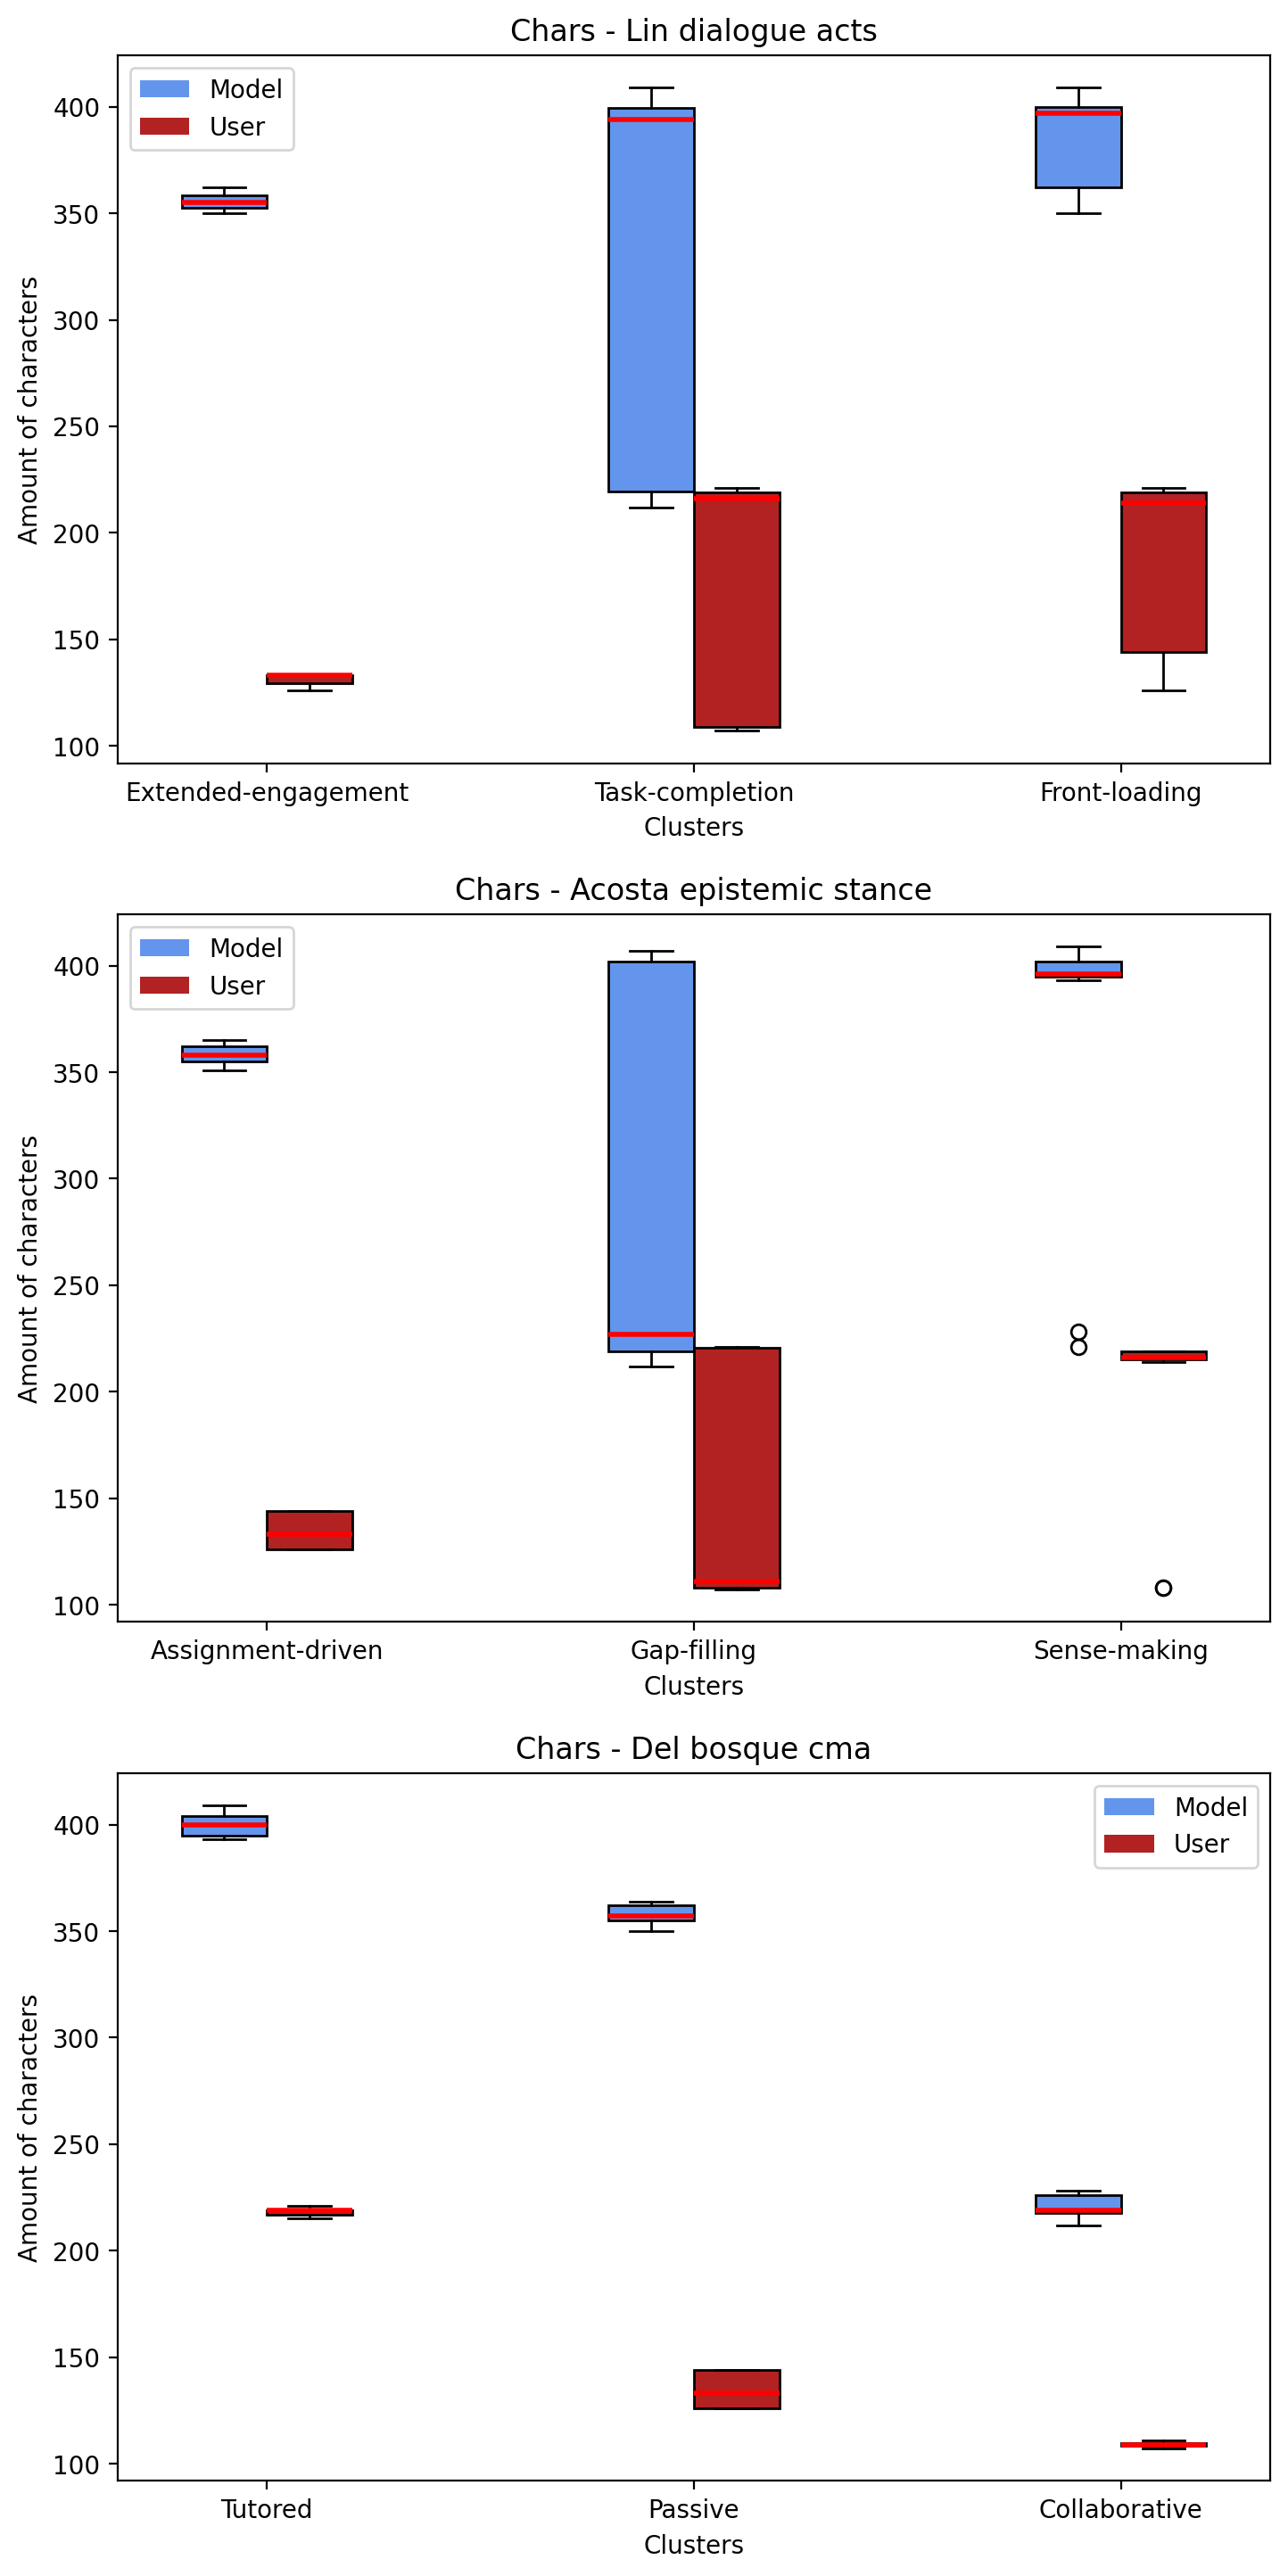 Chars - Lin dialogue acts
Model
User
Amount of characters
400
350
300
250
200
150
100
Extended-engagement
Task-completion
Front-loading
Clusters
Chars - Acosta epistemic stance
Model
User
Amount of characters
400
350
300
250
200
150
100
Assignment-driven
Gap-filling
Sense-making
Clusters
Chars - Del bosque cma
Model
User
Amount of characters
400
350
300
250
200
150
100
Tutored
Passive
Collaborative
Clusters